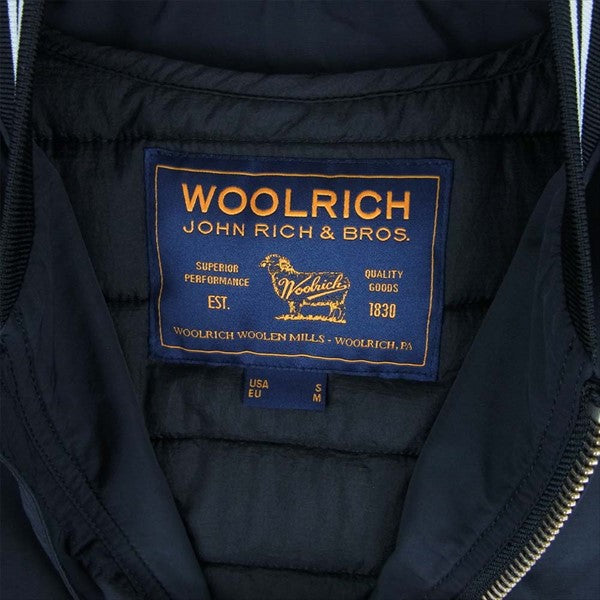 WOOLRICH
JOHN RICH & BROS.
SUPERIOR
PERFORMANCE
EST.
Woolrich
QUALITY
GOODS
1830
WOOLRICH WOOLEN MILLS - WOOLRICH, PA
USA S
EU M